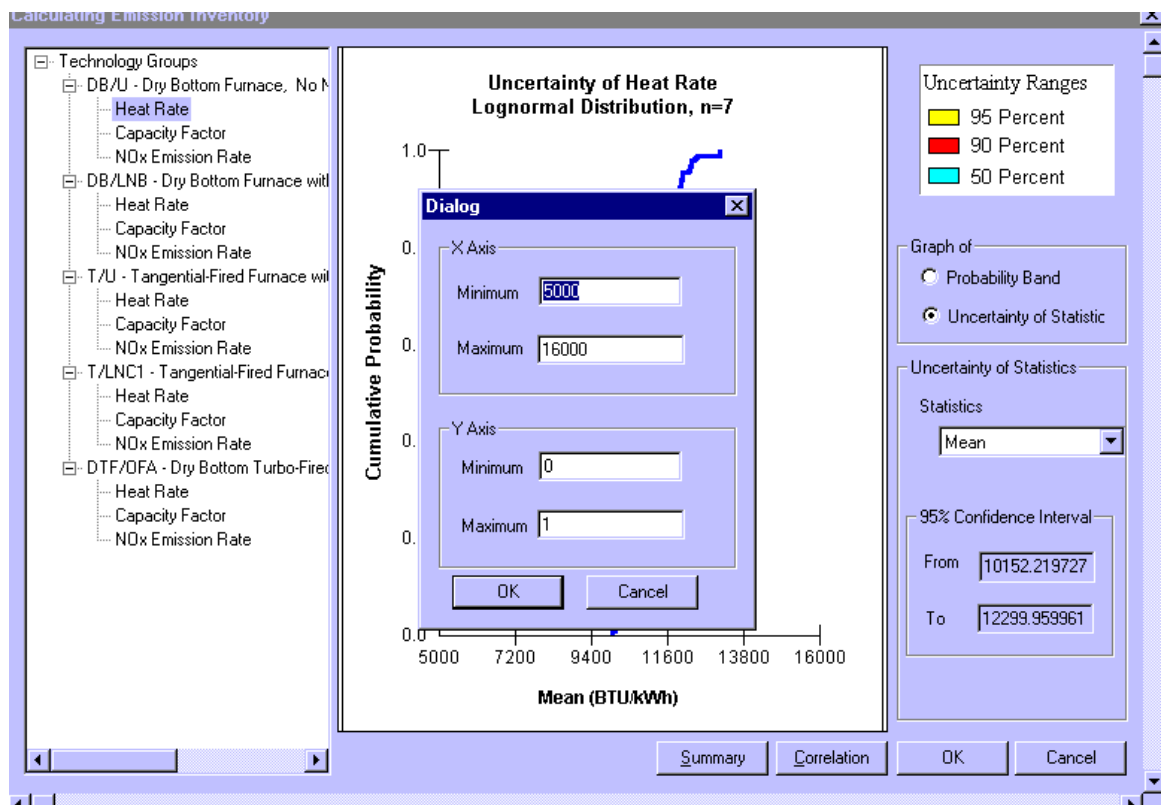 Calculating Emission Inventory
Technology Groups
DB/U - Dry Bottom Furnace, No
Heat Rate
Capacity Factor
NOx Emission Rate
DB/LNB - Dry Bottom Furnace with
Heat Rate
Capacity Factor
NOx Emission Rate
T/U - Tangential-Fired Furnace wi
Heat Rate
Capacity Factor
NOx Emission Rate
T/LNC1 - Tangential-Fired Furnac
Heat Rate
Capacity Factor
NOx Emission Rate
DTF/OFA - Dry Bottom Turbo-Fired
Heat Rate
Capacity Factor
NOx Emission Rate
Uncertainty of Heat Rate
Lognormal Distribution, n=7
Cumulative Probability
1.0
0.
0.
0.
0.
0.0
5000 7200 9400 11600 13800 16000
Mean (BTU/kWh)
Dialog
X Axis
Minimum 5000
Maximum 16000
Y Axis
Minimum 0
Maximum 1
OK Cancel
Uncertainty Ranges
95 Percent
90 Percent
50 Percent
Graph of
Probability Band
Uncertainty of Statistic
Uncertainty of Statistics
Statistics
Mean
95% Confidence Interval
From 10152.219727
To 12299.959961
Summary Correlation OK Cancel